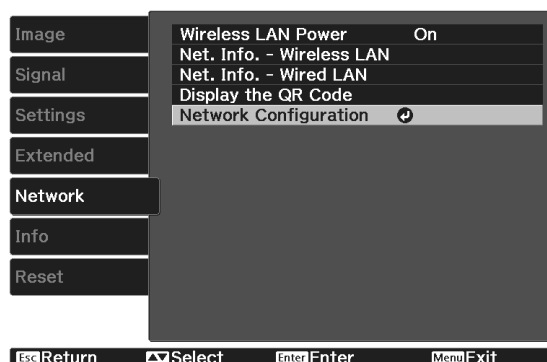 Image
Signal
Settings
Extended
Network
Info
Reset
Wireless LAN Power On
Net. Info. - Wireless LAN
Net. Info. - Wired LAN
Display the QR Code
Network Configuration
Esc Return Select Enter Enter Menu Exit